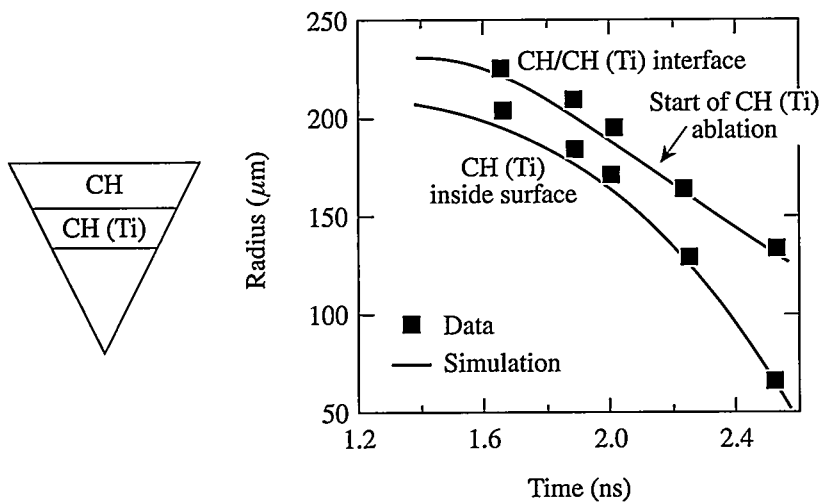 CH
CH (Ti)
Radius (μm)
250
200
150
100
50
CH/CH (Ti) interface
Start of CH (Ti)
ablation
CH (Ti)
inside surface
Data
Simulation
1.2
1.6
2.0
2.4
Time (ns)